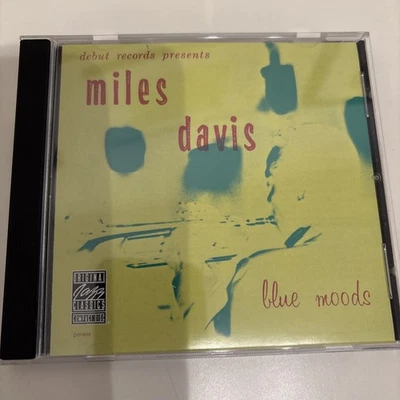 debut records presents
miles
davis
ORIGINAL
Jazz
CLASSICS
blue moods